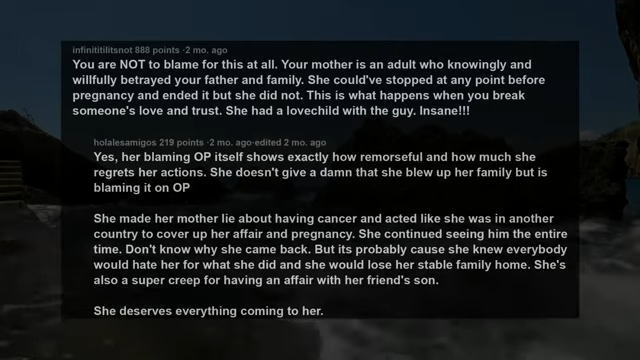 infinititilitsnot 888 points ·2 mo. ago
You are NOT to blame for this at all. Your mother is an adult who knowingly and
willfully betrayed your father and family. She could've stopped at any point before
pregnancy and ended it but she did not. This is what happens when you break
someone's love and trust. She had a lovechild with the guy. Insane!!!
holalesamigos 219 points ·2 mo. ago·edited 2 mo. ago
Yes, her blaming OP itself shows exactly how remorseful and how much she
regrets her actions. She doesn't give a damn that she blew up her family but is
blaming it on OP
She made her mother lie about having cancer and acted like she was in another
country to cover up her affair and pregnancy. She continued seeing him the entire
time. Don't know why she came back. But its probably cause she knew everybody
would hate her for what she did and she would lose her stable family home. She's
also a super creep for having an affair with her friend's son.
She deserves everything coming to her.